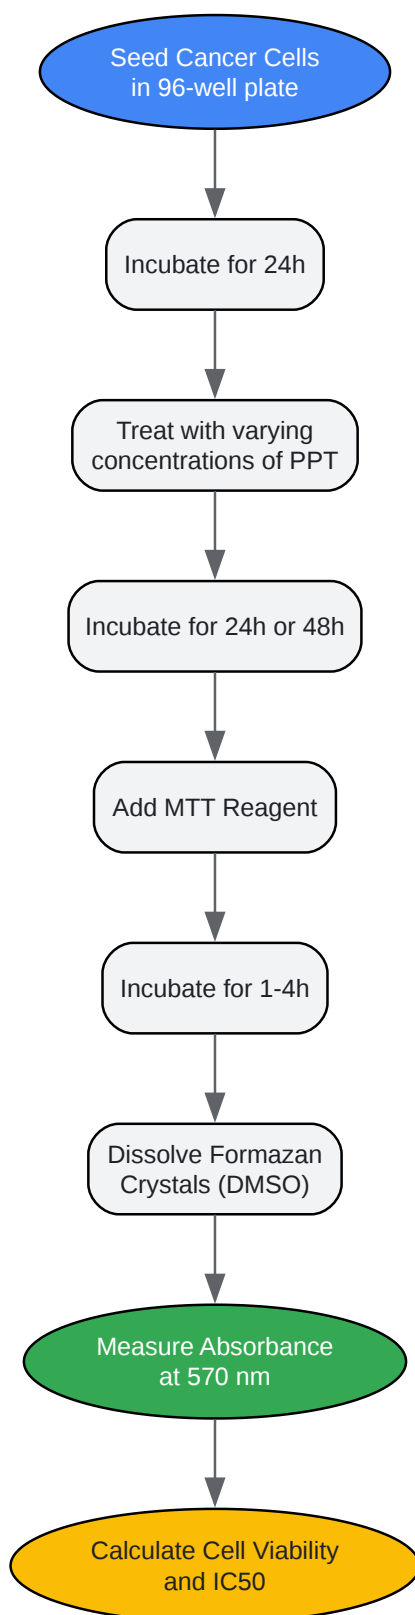 Seed Cancer Cells
in 96-well plate
Incubate for 24h
Treat with varying
concentrations of PPT
Incubate for 24h or 48h
Add MTT Reagent
Incubate for 1-4h
Dissolve Formazan
Crystals (DMSO)
Measure Absorbance
at 570 nm
Calculate Cell Viability
and IC50